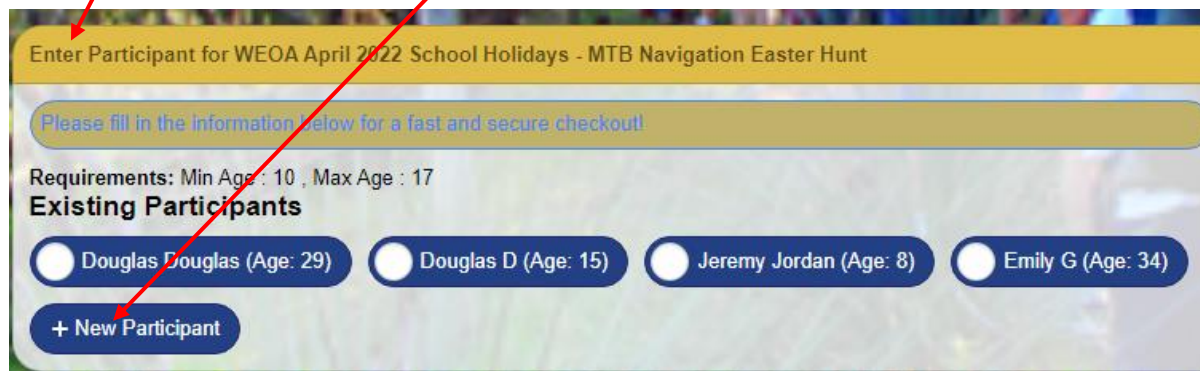 Enter Participant for WEOA April 2022 School Holidays - MTB Navigation Easter Hunt
Please fill in the information below for a fast and secure checkout!
Requirements: Min Age : 10 , Max Age : 17
Existing Participants
Douglas Douglas (Age: 29) Douglas D (Age: 15) Jeremy Jordan (Age: 8) Emily G (Age: 34)
+ New Participant